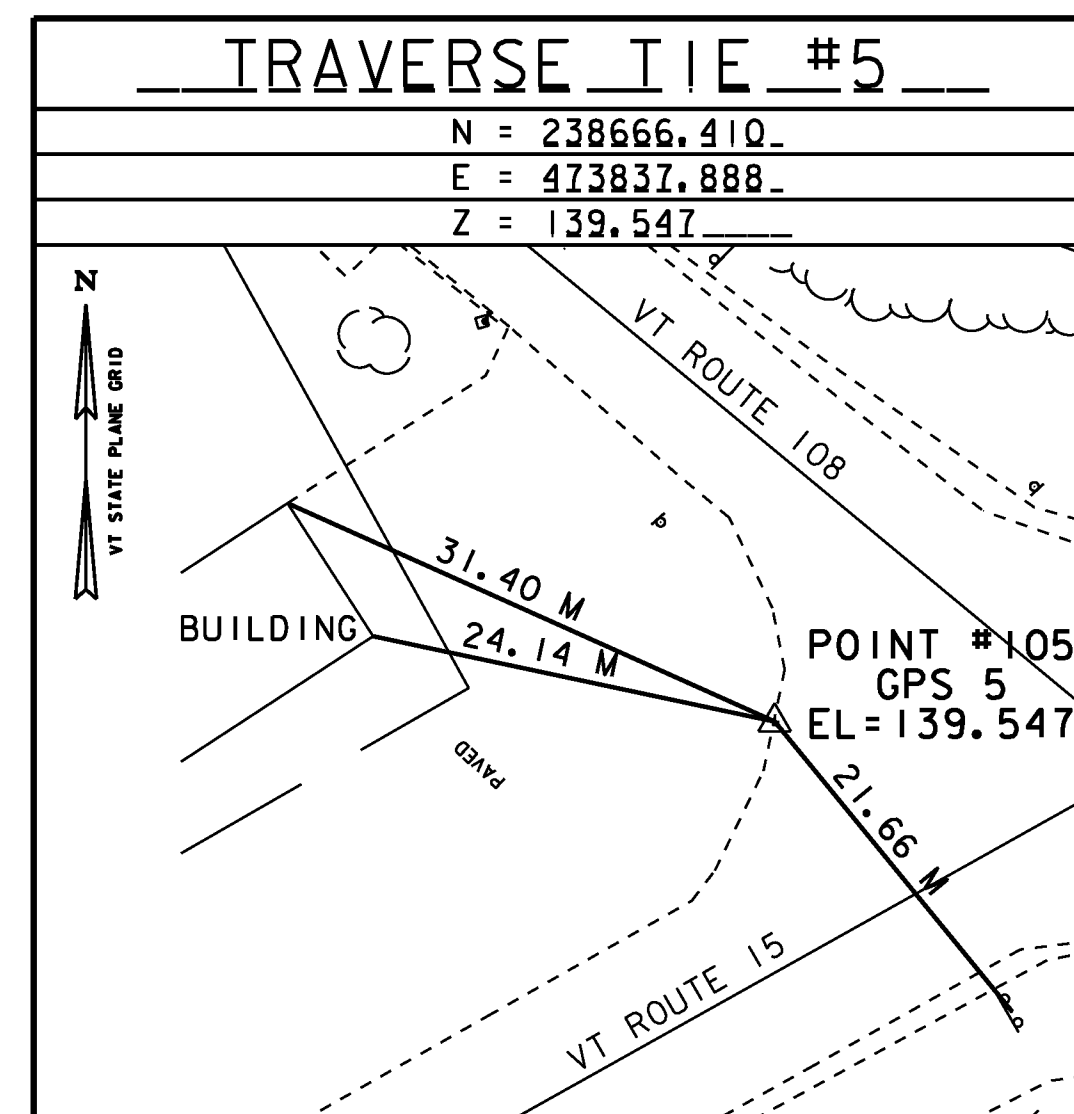 TRAVERSE TIE #5
N = 238666.410
E = 473837.888
Z = 139.547
N
VT STATE PLANE GRID
VT ROUTE 108
31.40 M
BUILDING
24.14 M
POINT #105
GPS 5
EL=139.547
PAVED
21.66 M
VT ROUTE 15